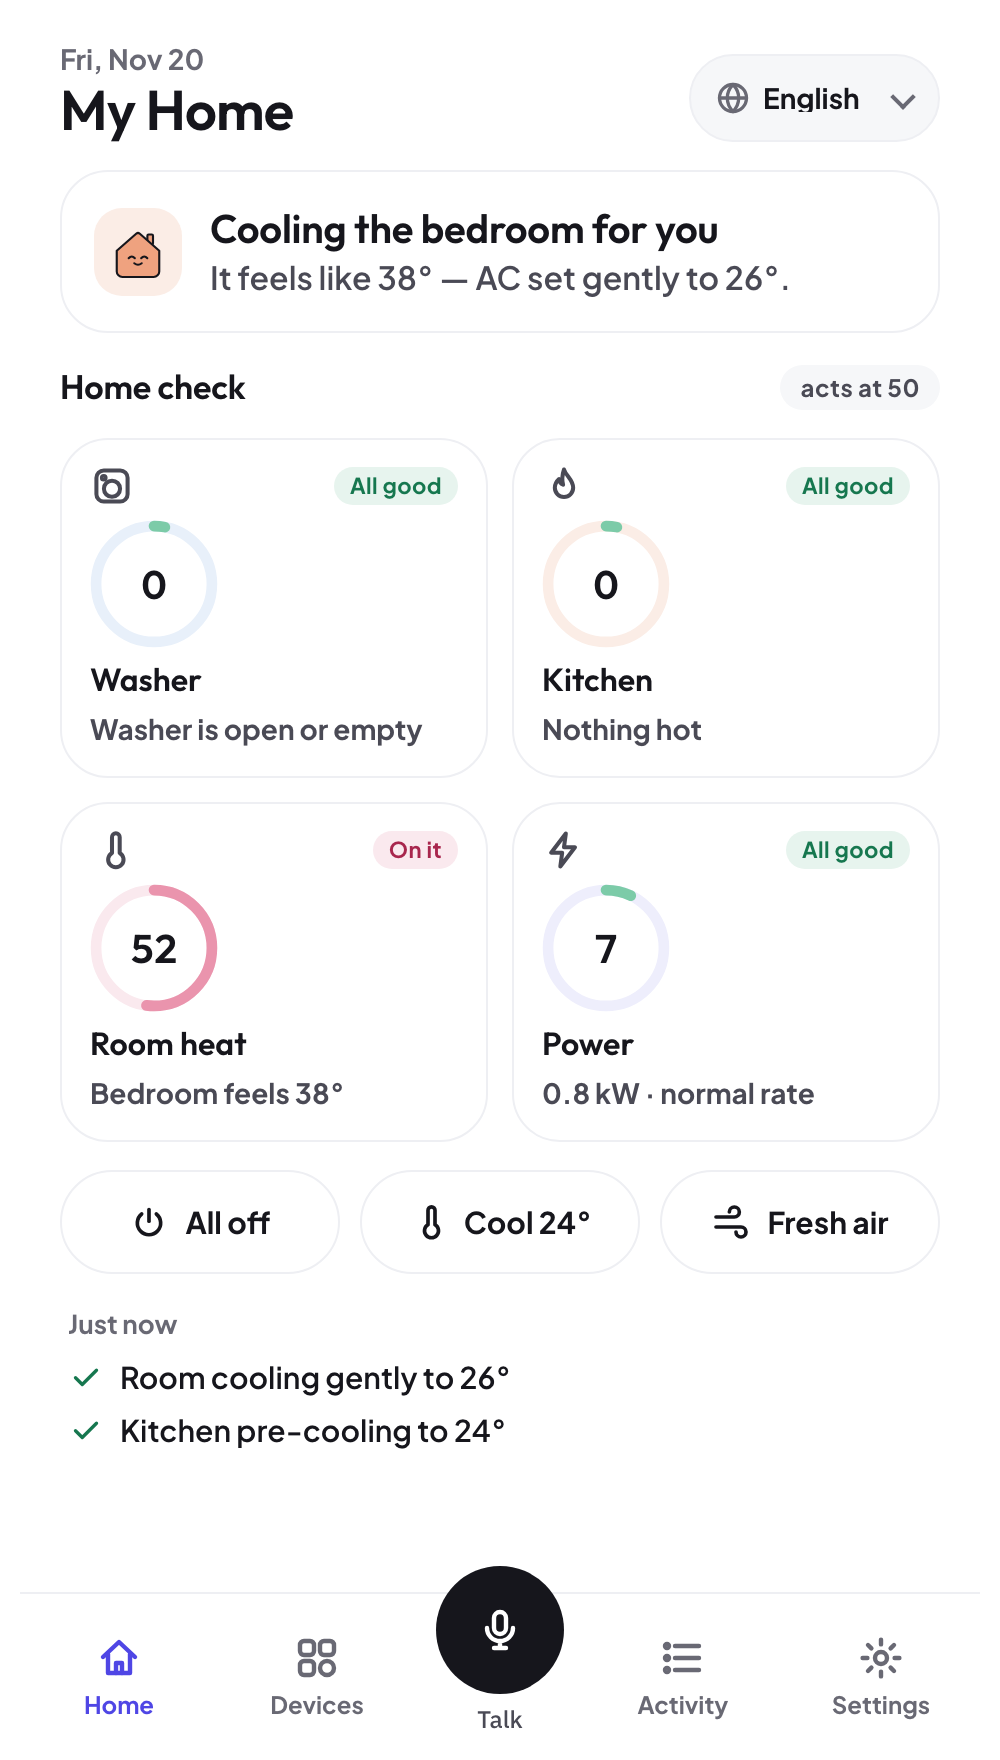 Fri, Nov 20
My Home
English
Cooling the bedroom for you
It feels like 38° — AC set gently to 26°.
Home check
acts at 50
All good
0
Washer
Washer is open or empty
All good
0
Kitchen
Nothing hot
On it
52
Room heat
Bedroom feels 38°
All good
7
Power
0.8 kW · normal rate
All off
Cool 24°
Fresh air
Just now
Room cooling gently to 26°
Kitchen pre-cooling to 24°
Home
Devices
Talk
Activity
Settings